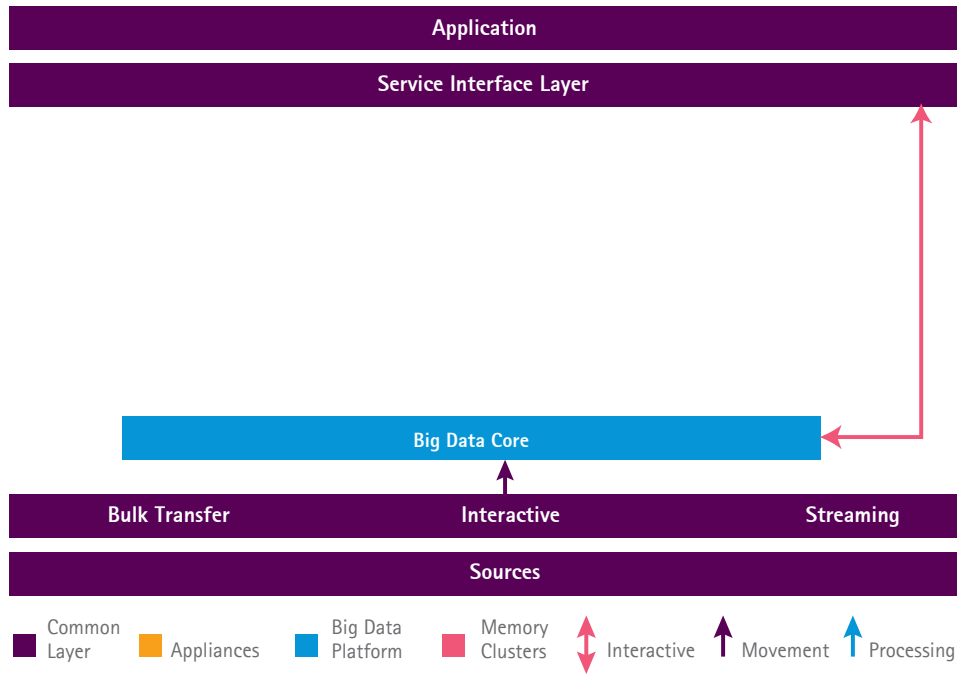 Application
Service Interface Layer
Big Data Core
Bulk Transfer Interactive Streaming
Sources
Common Layer
Appliances
Big Data Platform
Memory Clusters
Interactive
Movement
Processing